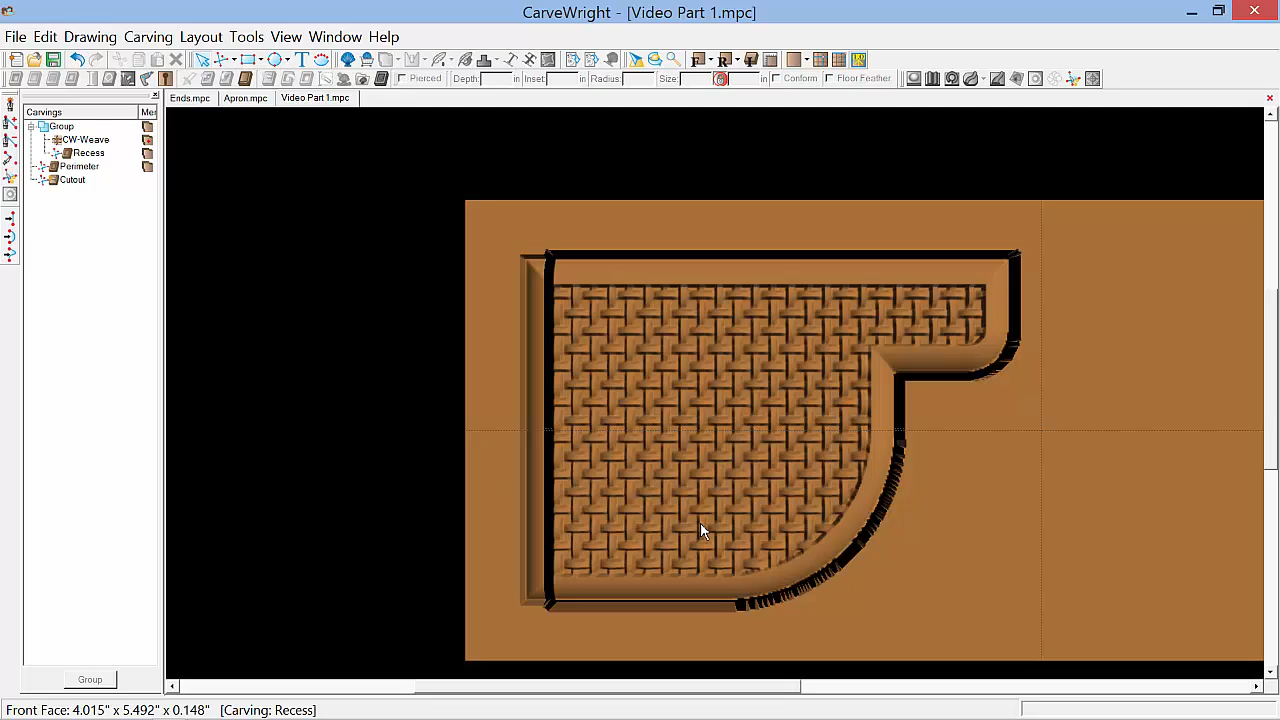 CarveWright - [Video Part 1.mpc]
File Edit Drawing Carving Layout Tools View Window Help
Pierced Depth: in Inset: in Radius: Size: in Conform Floor Feather
Ends.mpc Apron.mpc Video Part 1.mpc
Carvings Me
Group
CW-Weave
Recess
Perimeter
Cutout
Group
Front Face: 4.015" x 5.492" x 0.148" [Carving: Recess]